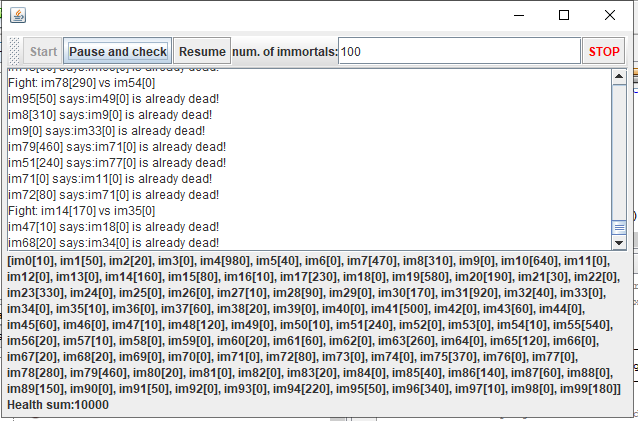 Start Pause and check Resume num. of immortals: 100 STOP
Fight: im78[290] vs im54[0]
im95[50] says:im49[0] is already dead!
im8[310] says:im9[0] is already dead!
im9[0] says:im33[0] is already dead!
im79[460] says:im71[0] is already dead!
im51[240] says:im77[0] is already dead!
im71[0] says:im11[0] is already dead!
im72[80] says:im71[0] is already dead!
Fight: im14[170] vs im35[0]
im47[10] says:im18[0] is already dead!
im68[20] says:im34[0] is already dead!
[im0[10], im1[50], im2[20], im3[0], im4[980], im5[40], im6[0], im7[470], im8[310], im9[0], im10[640], im11[0],
im12[0], im13[0], im14[160], im15[80], im16[10], im17[230], im18[0], im19[580], im20[190], im21[30], im22[0],
im23[330], im24[0], im25[0], im26[0], im27[10], im28[90], im29[0], im30[170], im31[920], im32[40], im33[0],
im34[0], im35[10], im36[0], im37[60], im38[20], im39[0], im40[0], im41[500], im42[0], im43[60], im44[0],
im45[60], im46[0], im47[10], im48[120], im49[0], im50[10], im51[240], im52[0], im53[0], im54[10], im55[540],
im56[20], im57[10], im58[0], im59[0], im60[20], im61[60], im62[0], im63[260], im64[0], im65[120], im66[0],
im67[20], im68[20], im69[0], im70[0], im71[0], im72[80], im73[0], im74[0], im75[370], im76[0], im77[0],
im78[280], im79[460], im80[20], im81[0], im82[0], im83[20], im84[0], im85[40], im86[140], im87[60], im88[0],
im89[150], im90[0], im91[50], im92[0], im93[0], im94[220], im95[50], im96[340], im97[10], im98[0], im99[180]]
Health sum:10000